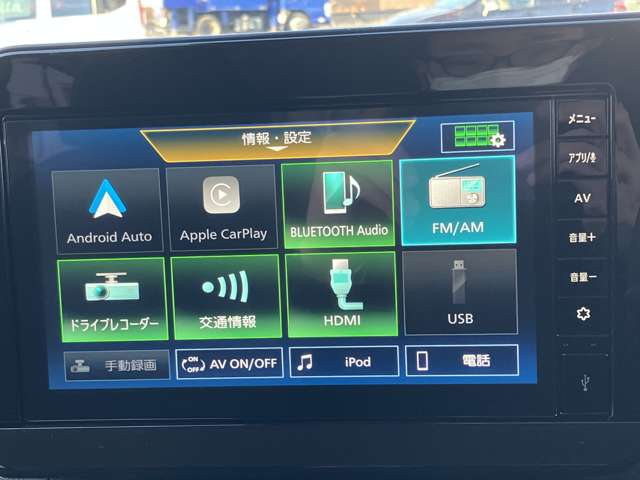 情報・設定
Android Auto
Apple CarPlay
BLUETOOTH Audio
FM/AM
ドライブレコーダー
交通情報
HDMI
USB
手動録画
ON
OFF
AV ON/OFF
iPod
電話
メニュー
アプリ/
AV
音量+
音量−